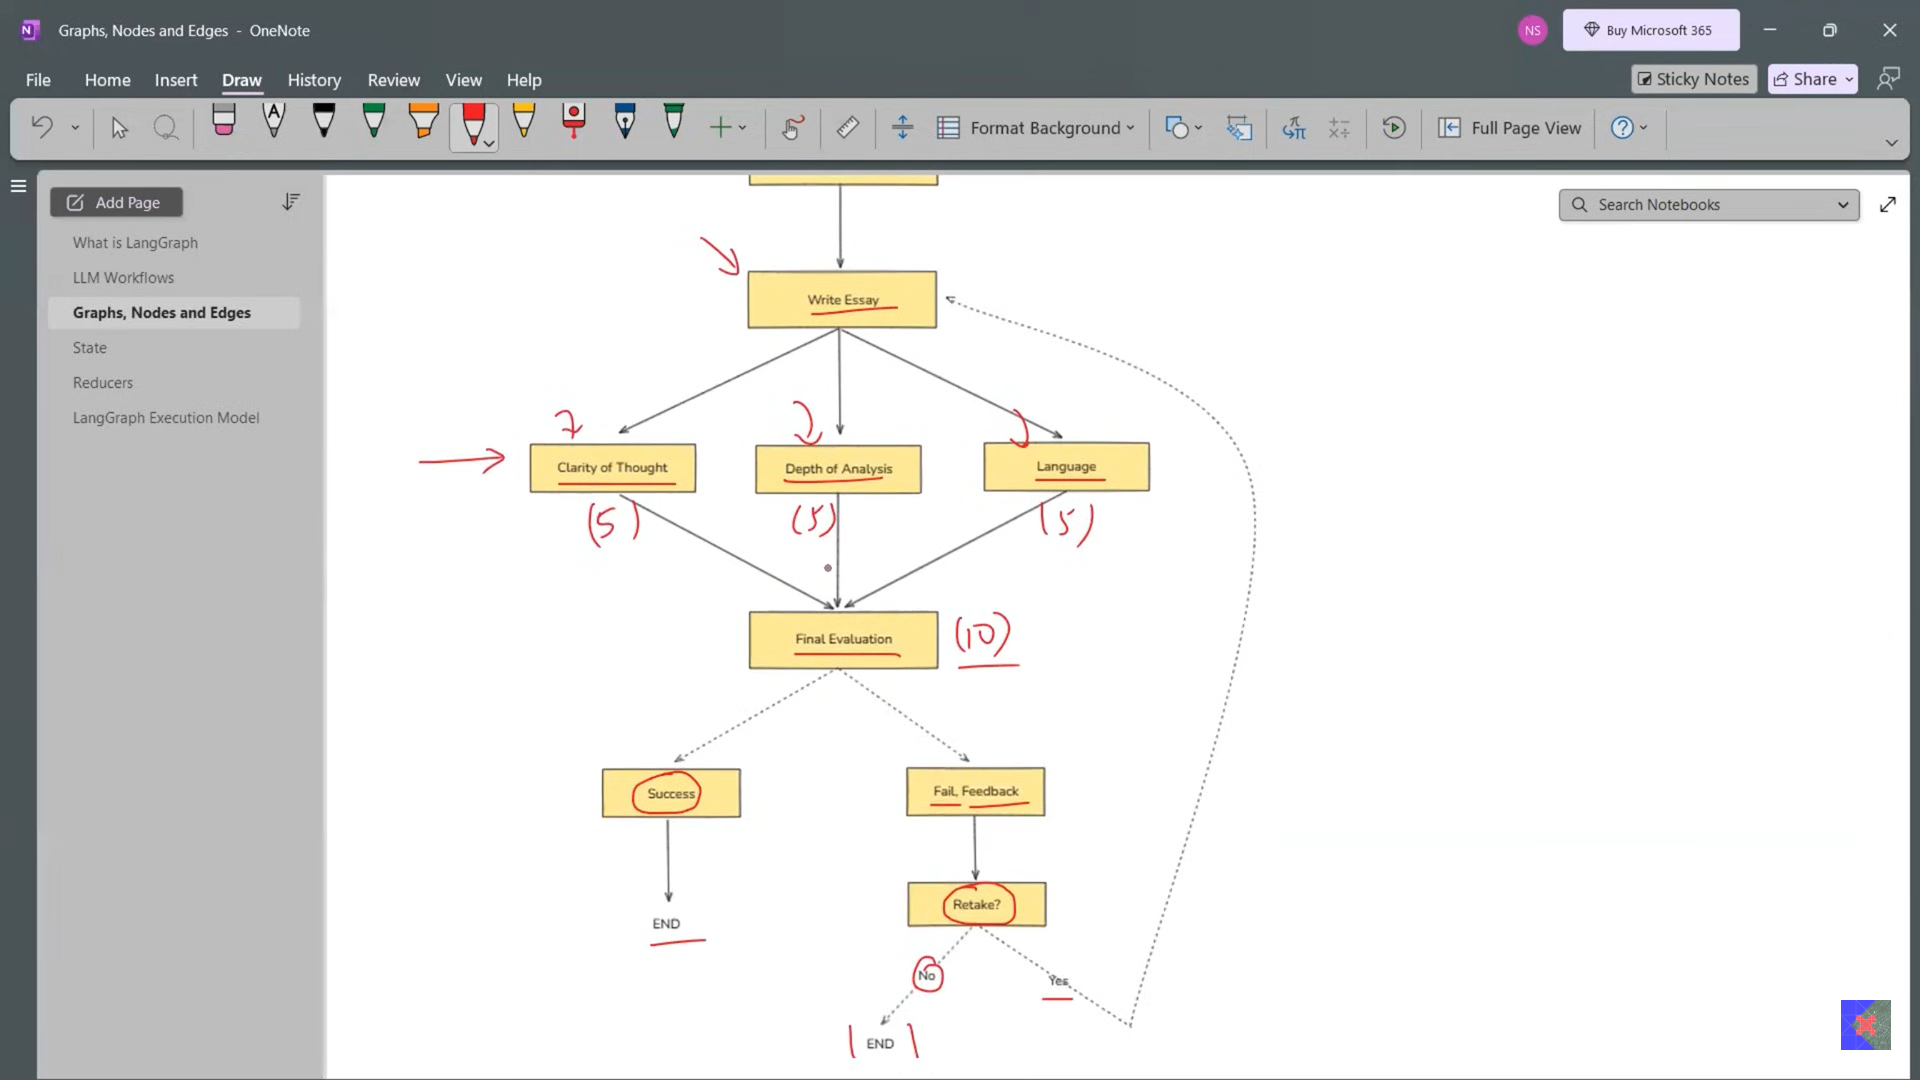 Graphs, Nodes and Edges - OneNote
NS
Buy Microsoft 365
File Home Insert Draw History Review View Help
Sticky Notes
Share
Format Background
Full Page View
Add Page
Search Notebooks
What is LangGraph
LLM Workflows
Graphs, Nodes and Edges
State
Reducers
LangGraph Execution Model
Write Essay
Clarity of Thought
Depth of Analysis
Language
(5)
(5)
(5)
Final Evaluation
(10)
Success
Fail, Feedback
END
Retake?
No
Yes
END